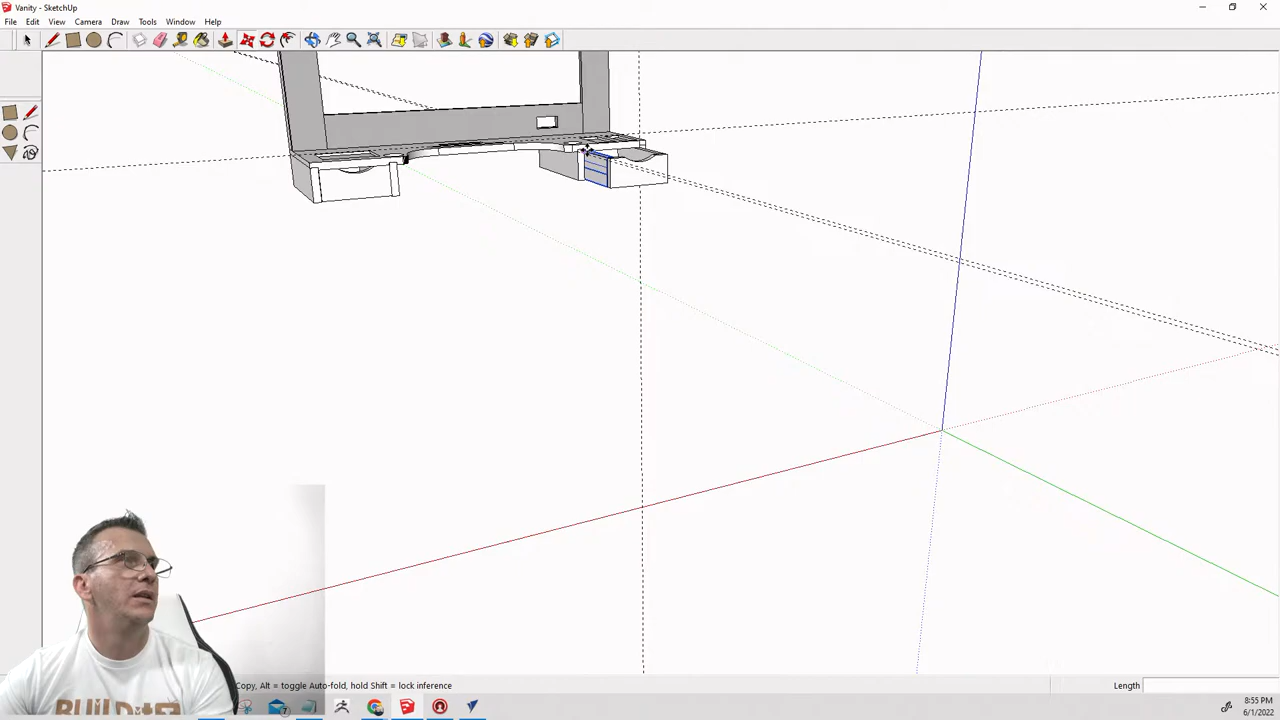 Vanity - SketchUp
File Edit View Camera Draw Tools Window Help
Copy, Alt = toggle Auto-fold, hold Shift = lock inference
Length
7
8:55 PM
6/1/2022